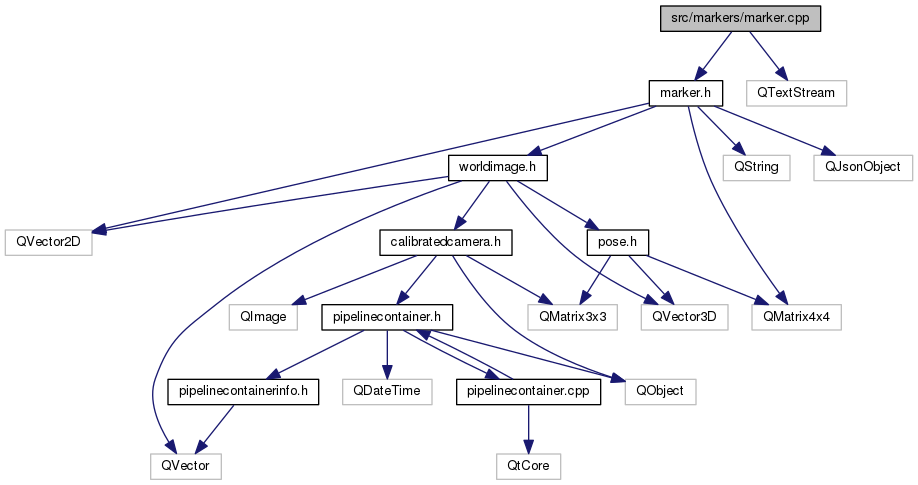 src/markers/marker.cpp
marker.h
QTextStream
worldimage.h
QString
QJsonObject
QVector2D
calibratedcamera.h
pose.h
QImage
pipelinecontainer.h
QMatrix3x3
QVector3D
QMatrix4x4
pipelinecontainerinfo.h
QDateTime
pipelinecontainer.cpp
QObject
QVector
QtCore